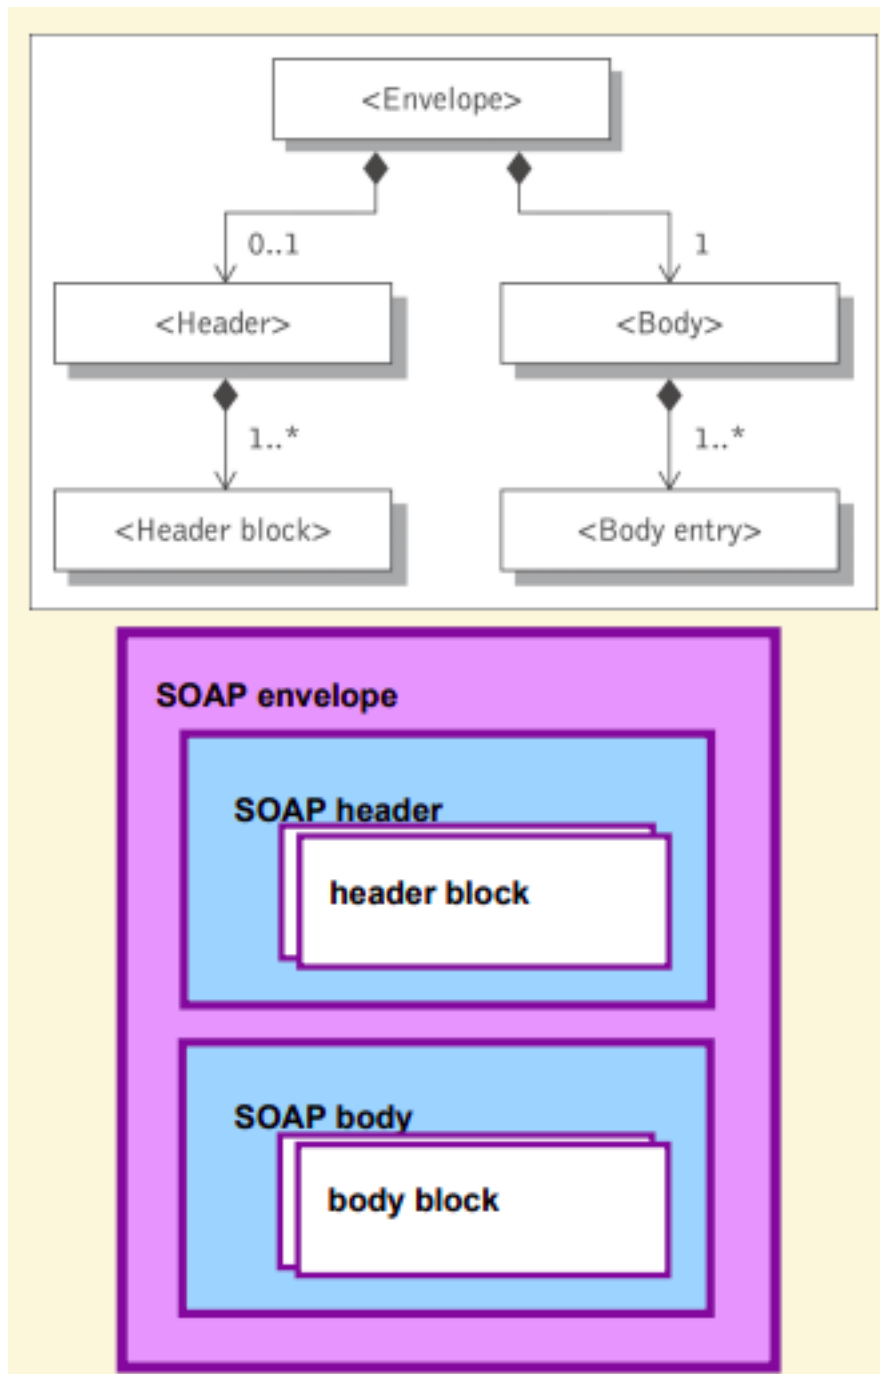 <Envelope>
0..1
1
<Header>
<Body>
1..*
1..*
<Header block>
<Body entry>
SOAP envelope
SOAP header
header block
SOAP body
body block